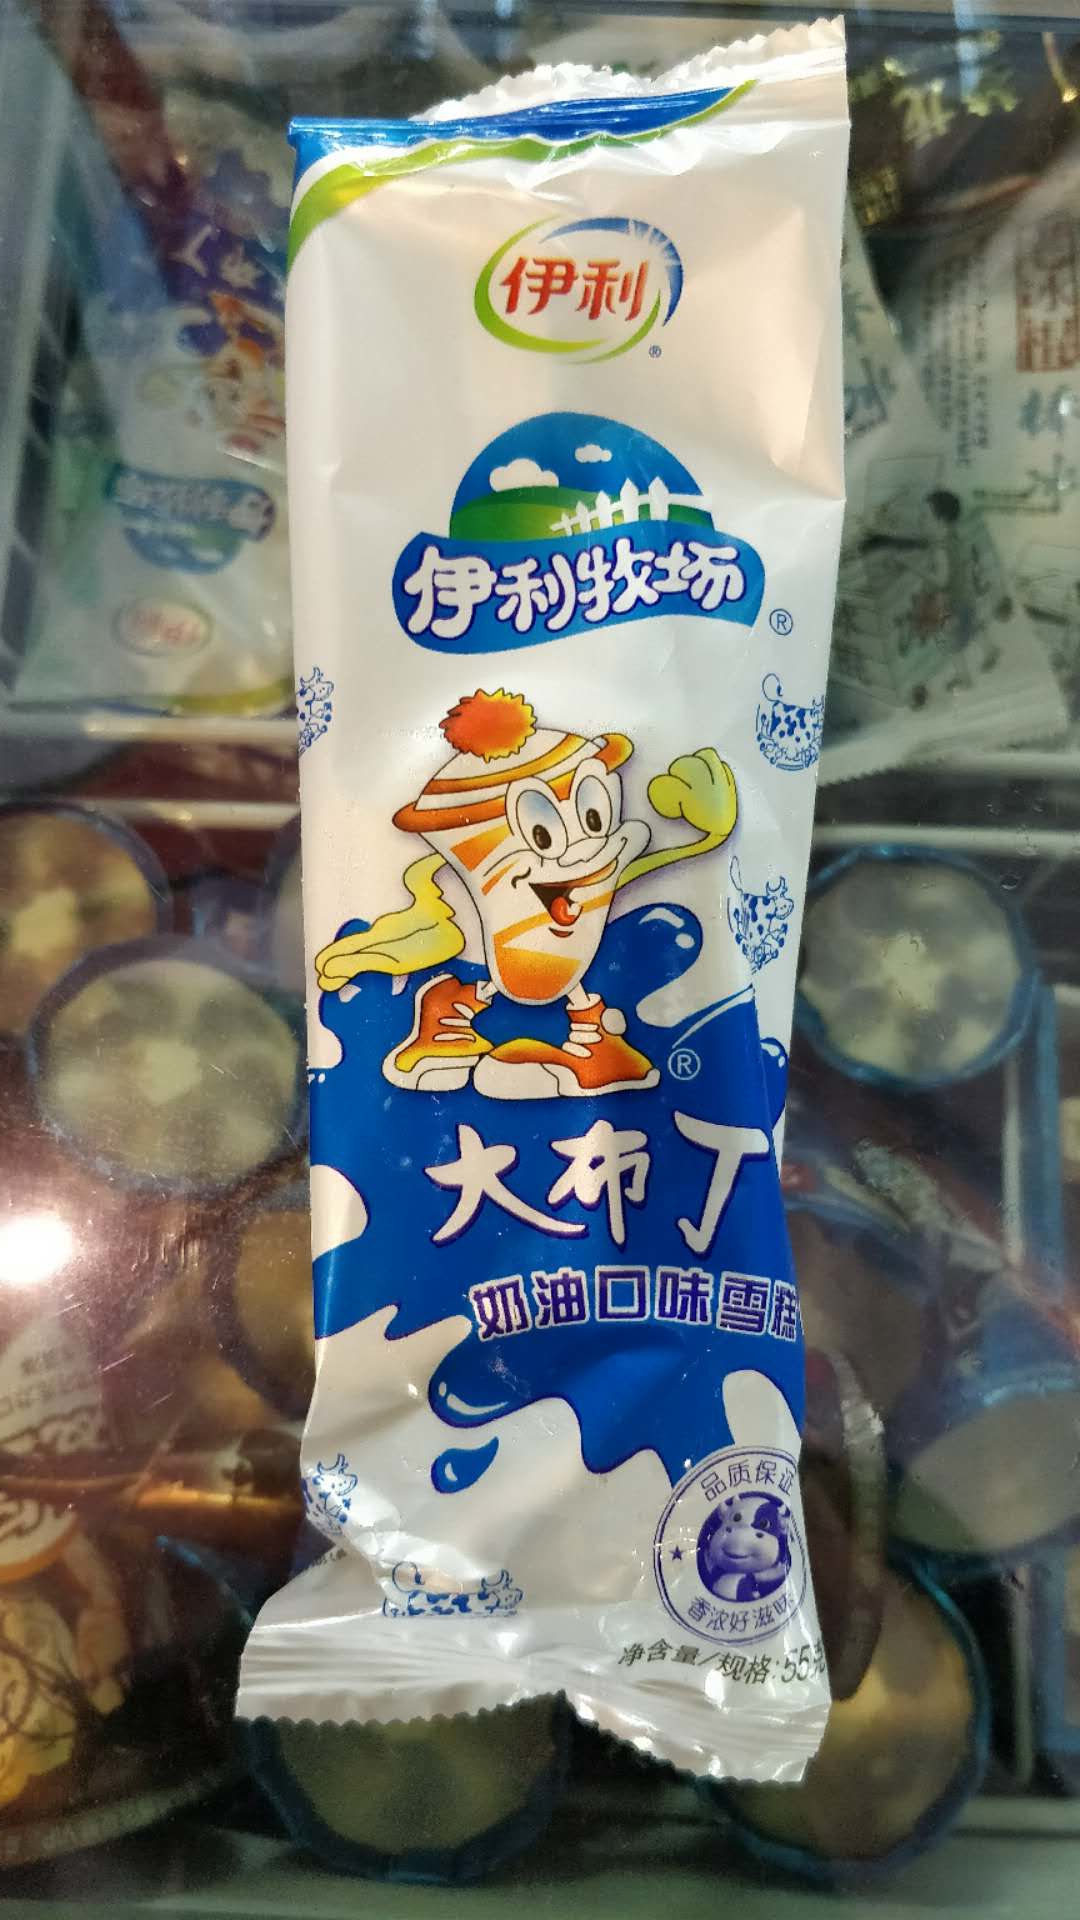 伊利
®
伊利牧场
®
®
大布丁
奶油口味雪糕
品质保证
香浓好滋味
净含量/规格:55克